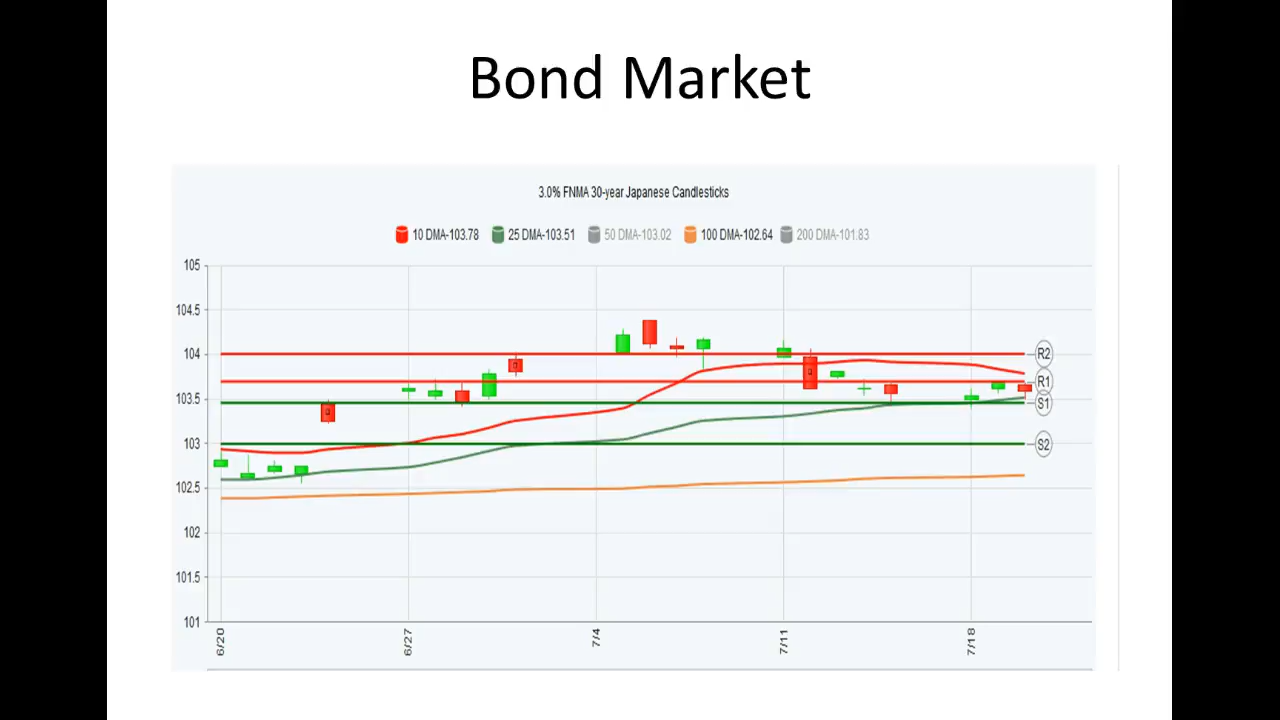 Bond Market
3.0% FNMA 30-year Japanese Candlesticks
10 DMA-103.78 25 DMA-103.51 50 DMA-103.02 100 DMA-102.64 200 DMA-101.83
105
104.5
104
103.5
103
102.5
102
101.5
101
R2
R1
S1
S2
6/20 6/27 7/4 7/11 7/18